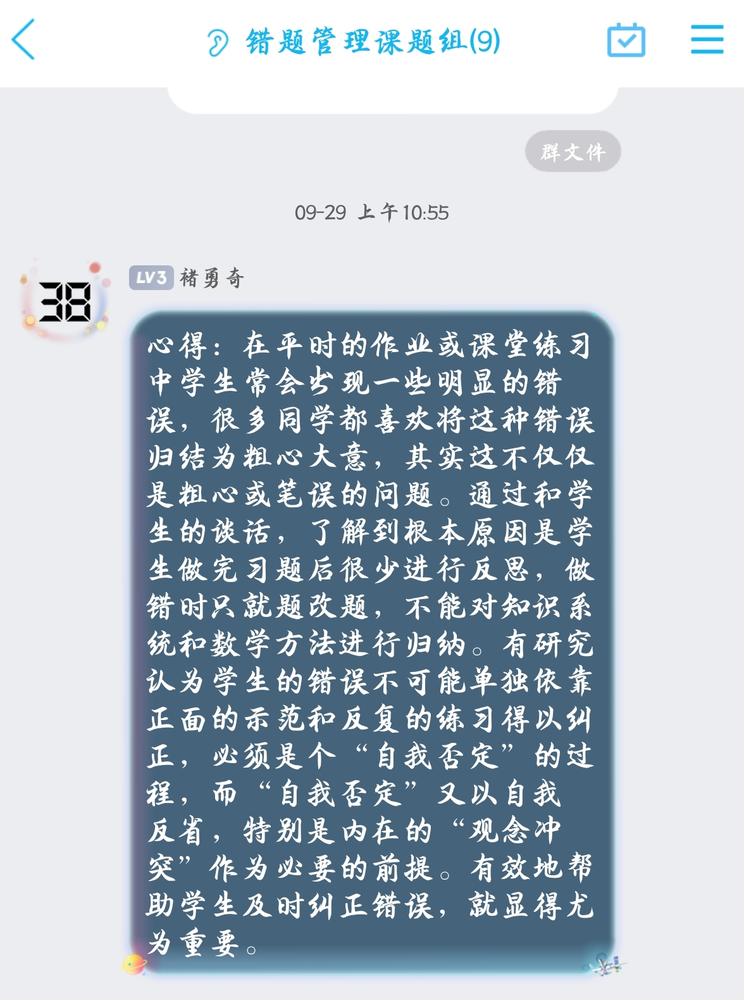 错题管理课题组(9)
群文件
09-29 上午10:55
38
LV3 褚勇奇
心得：在平时的作业或课堂练习
中学生常会出现一些明显的错
误，很多同学都喜欢将这种错误
归结为粗心大意，其实这不仅仅
是粗心或笔误的问题。通过和学
生的谈话，了解到根本原因是学
生做完习题后很少进行反思，做
错时只就题改题，不能对知识系
统和数学方法进行归纳。有研究
认为学生的错误不可能单独依靠
正面的示范和反复的练习得以纠
正，必须是个“自我否定”的过
程，而“自我否定”又以自我
反省，特别是内在的“观念冲
突”作为必要的前提。有效地帮
助学生及时纠正错误，就显得尤
为重要。